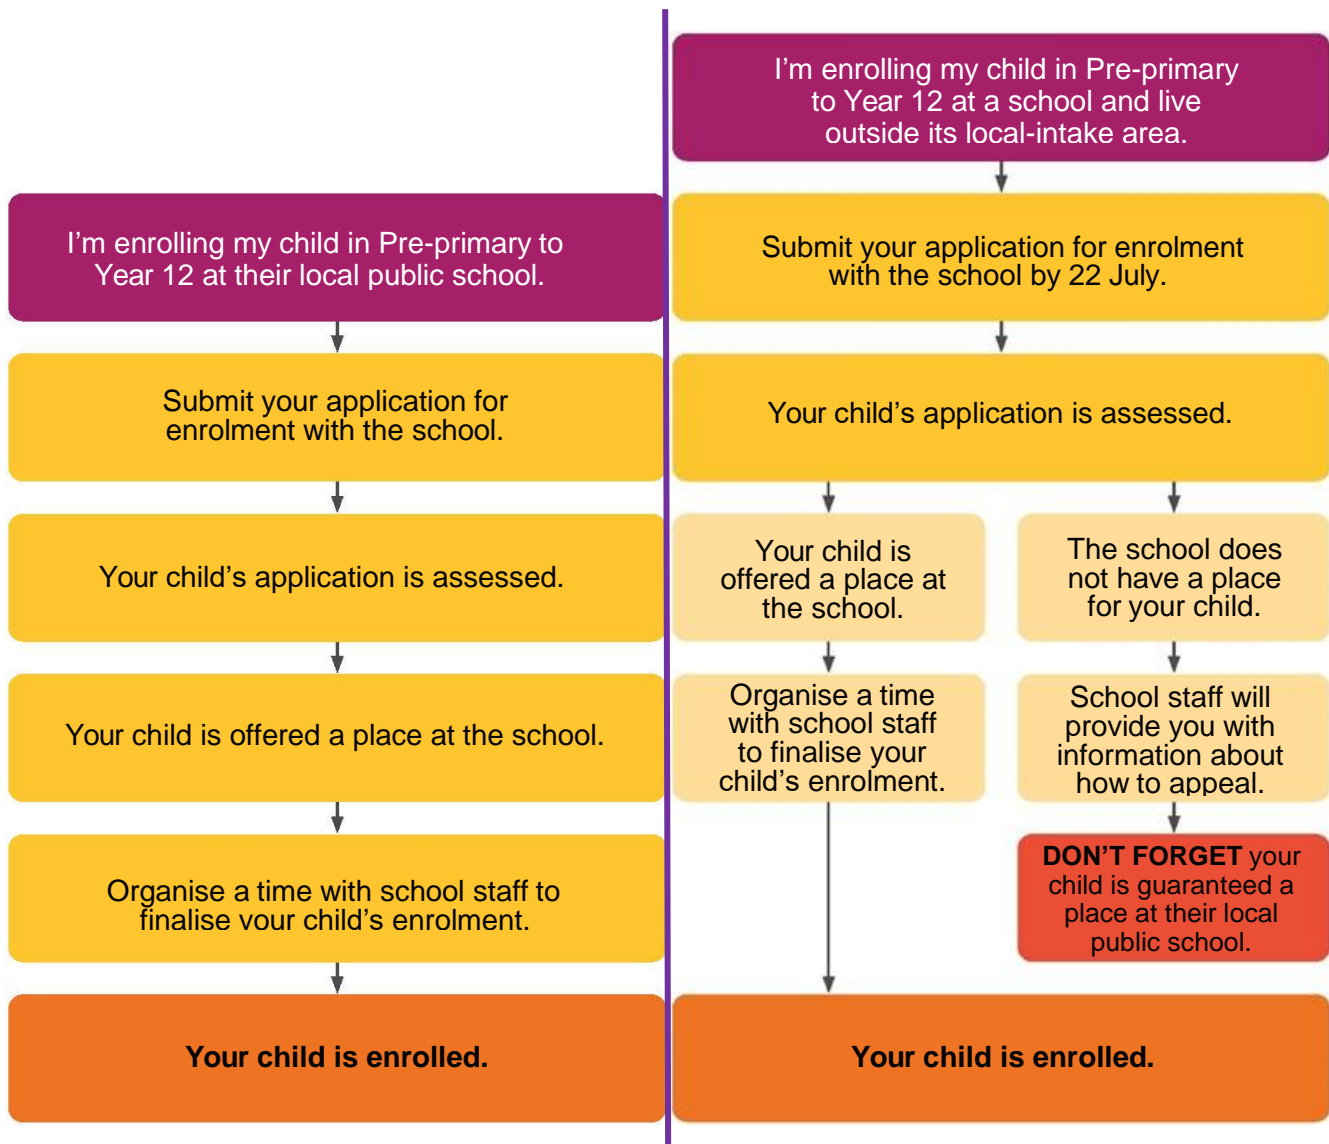 I'm enrolling my child in Pre-primary to
Year 12 at their local public school.
Submit your application for
enrolment with the school.
Your child's application is assessed.
Your child is offered a place at the school.
Organise a time with school staff to
finalise your child's enrolment.
Your child is enrolled.
I'm enrolling my child in Pre-primary
to Year 12 at a school and live
outside its local-intake area.
Submit your application for enrolment
with the school by 22 July.
Your child's application is assessed.
Your child is
offered a place at
the school.
Organise a time
with school staff
to finalise your
child's enrolment.
The school does
not have a place
for your child.
School staff will
provide you with
information about
how to appeal.
DON'T FORGET your
child is guaranteed a
place at their local
public school.
Your child is enrolled.